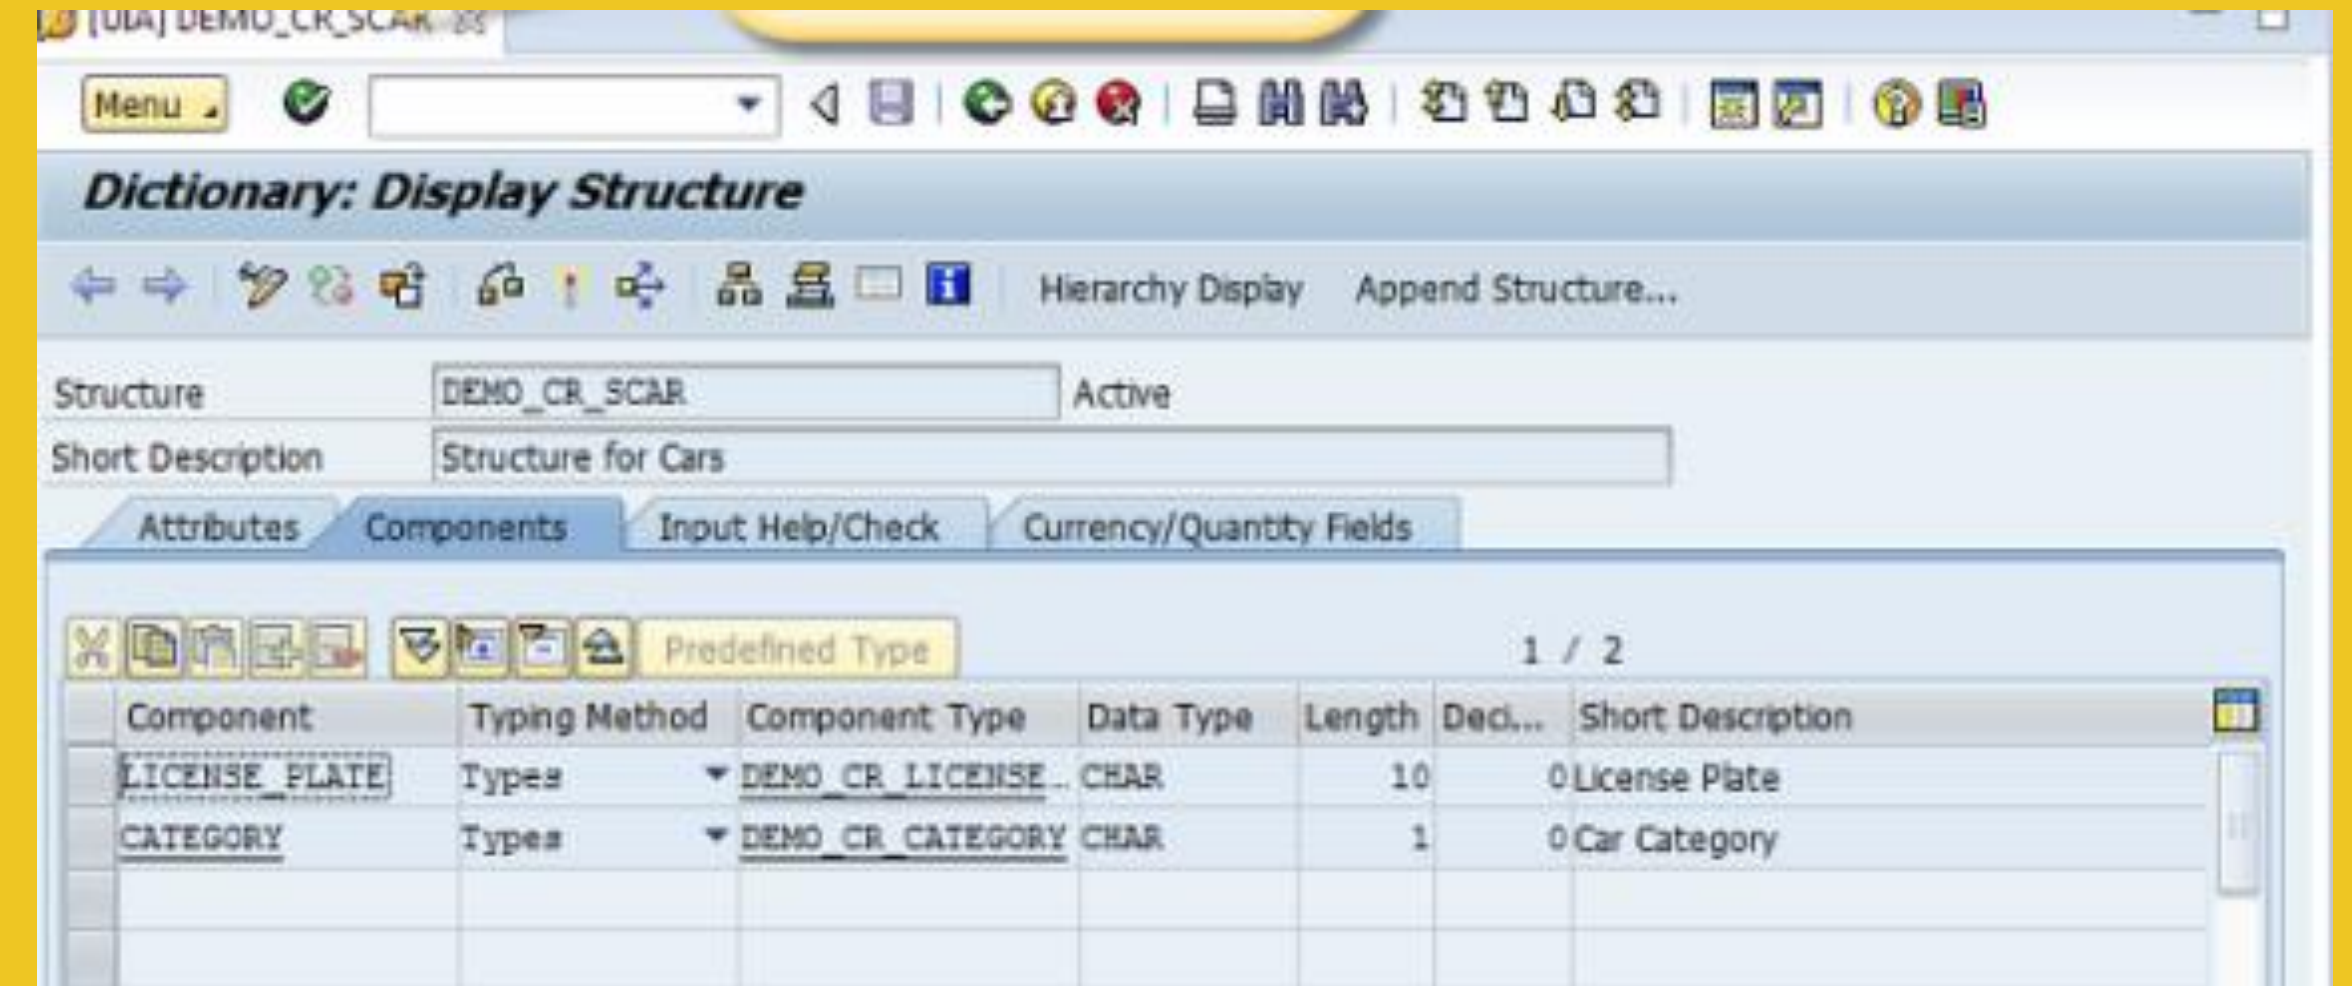 [UIA] DEMO_CR_SCAR
Menu
Dictionary: Display Structure
Hierarchy Display Append Structure...
Structure DEMO_CR_SCAR Active
Short Description Structure for Cars
Attributes Components Input Help/Check Currency/Quantity Fields
Predefined Type 1 / 2
Component Typing Method Component Type Data Type Length Deci... Short Description
LICENSE_PLATE Types DEMO_CR_LICENSE... CHAR 10 0 License Plate
CATEGORY Types DEMO_CR_CATEGORY CHAR 1 0 Car Category